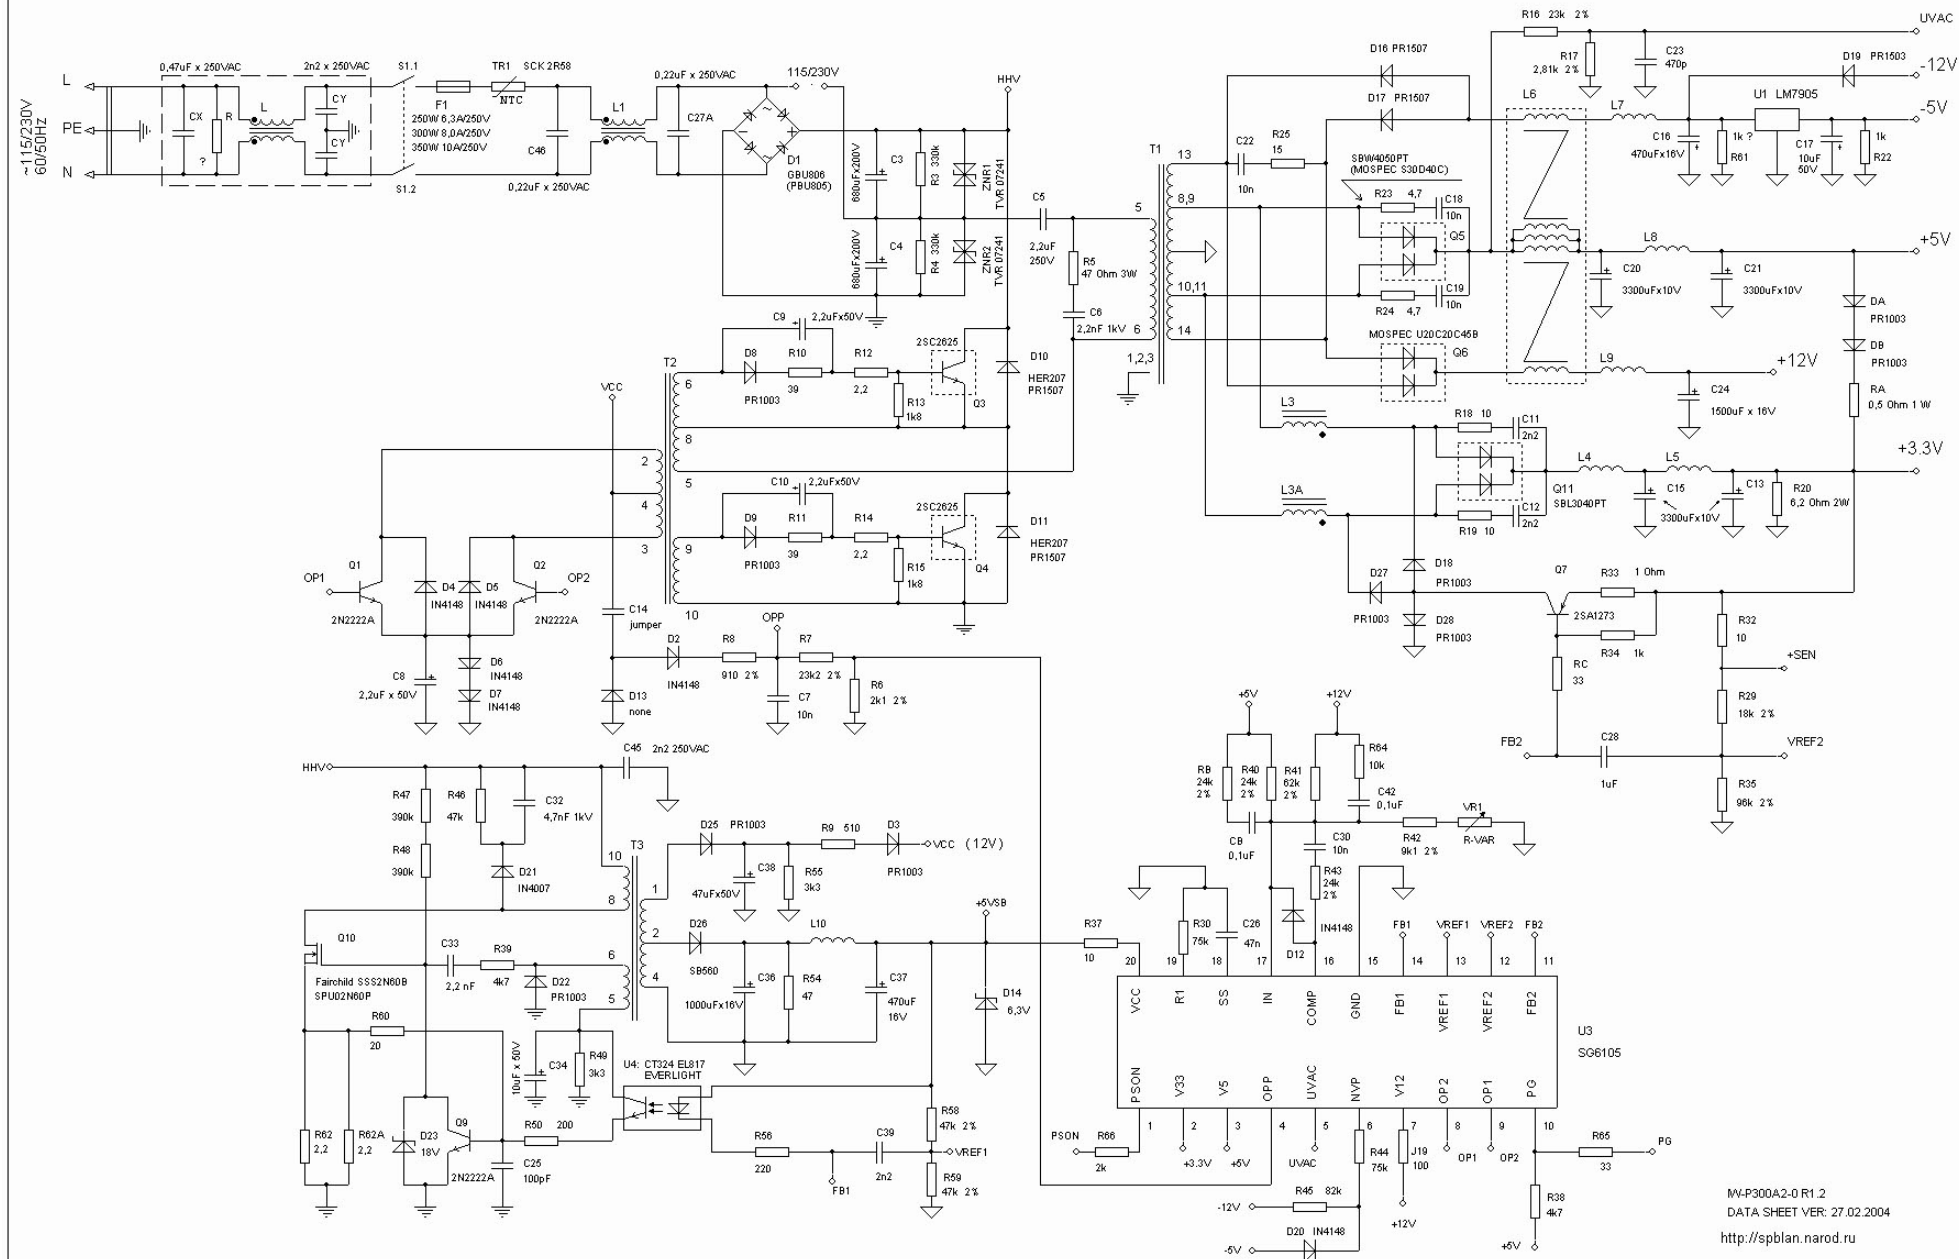 ~115/230V
60/50HZ
L
PE
N
0,47uF x 250VAC
CX
R
?
L
2n2 x 250VAC
CY
CY
S1.1
S1.2
F1
250W 6,3A/250V
300W 8,0A/250V
350W 10A/250V
TR1 SCK 2R58
NTC
C46
0,22uF x 250VAC
L1
0,22uF x 250VAC
C27A
115/230V
D1
GBU806
(PBU805)
HHV
680uFx200V
C3
R3 330k
ZNR1
TVR 07241
680uFx200V
C4
R4 330k
ZNR2
TVR 07241
C5
2,2uF
250V
R5
47 Ohm 3W
C6
2,2nF 1kV
T1
5
6
1,2,3
13
8,9
10,11
14
C22
10n
R25
15
D16 PR1507
D17 PR1507
SBW4050PT
(MOSPEC S30D40C)
R23 4,7
C18
10n
Q5
R24 4,7
C19
10n
MOSPEC U20C20C45B
Q6
R16 23k 2%
R17
2,81k 2%
C23
470p
UVAC
D19 PR1503
-12V
L6
L7
U1 LM7905
-5V
C16
470uFx16V
1k ?
R61
C17
10uF
50V
1k
R22
L8
+5V
C20
3300uFx10V
C21
3300uFx10V
DA
PR1003
DB
PR1003
RA
0,5 Ohm 1 W
L9
+12V
C24
1500uF x 16V
L3
L3A
R18 10
C11
2n2
Q11
SBL3040PT
R19 10
C12
2n2
L4
L5
+3.3V
C15
C13
3300uFx10V
R20
6,2 Ohm 2W
D27
PR1003
D18
PR1003
D28
PR1003
Q7
2SA1273
R33 1 Ohm
R34 1k
RC
33
R32
10
+SEN
R29
18k 2%
FB2
C28
1uF
VREF2
R35
96k 2%
VCC
T2
6
8
5
9
10
2
4
3
C9 2,2uFx50V
D8
PR1003
R10
39
R12
2,2
R13
1k8
2SC2625
Q3
D10
HER207
PR1507
C10 2,2uFx50V
D9
PR1003
R11
39
R14
2,2
R15
1k8
2SC2625
Q4
D11
HER207
PR1507
OP1
Q1
2N2222A
D4
IN4148
D5
IN4148
Q2
2N2222A
OP2
C8
2,2uF x 50V
D6
IN4148
D7
IN4148
C14
jumper
D13
none
D2
IN4148
R8
910 2%
OPP
R7
23k2 2%
C7
10n
R6
2k1 2%
HHV
C45 2n2 250VAC
R47
390k
R48
390k
R46
47k
C32
4,7nF 1kV
D21
IN4007
T3
10
8
6
5
1
2
4
D25 PR1003
R9 510
D3
PR1003
VCC (12V)
C38
47uFx50V
R55
3k3
D26
SB560
L10
C36
1000uFx16V
R54
47
C37
470uF
16V
+5VSB
D14
6,3V
Q10
Fairchild SSS2N60B
SPU02N60P
C33
2,2 nF
R39
4k7
D22
PR1003
R60
20
10uF x 50V
C34
R49
3k3
U4: CT324 EL817
EVERLIGHT
R62
2,2
R62A
2,2
D23
18V
Q9
2N2222A
R50 200
C25
100pF
R56
220
C39
2n2
FB1
R58
47k 2%
VREF1
R59
47k 2%
R37
10
+5V
+12V
RB
24k
2%
R40
24k
2%
R41
62k
2%
R64
10k
C42
0,1uF
CB
0,1uF
C30
10n
R42
9k1 2%
VR1
R-VAR
R43
24k
2%
R30
75k
C26
47n
D12
IN4148
FB1
VREF1
VREF2
FB2
20
19
18
17
16
15
14
13
12
11
VCC
R1
SS
IN
COMP
GND
FB1
VREF1
VREF2
FB2
U3
SG6105
PSON
V33
V5
OPP
UVAC
NVP
V12
OP2
OP1
PG
1
2
3
4
5
6
7
8
9
10
PSON
R66
2k
+3.3V
+5V
UVAC
R44
75k
J19
100
OP1
OP2
R65
33
PG
R45 82k
-12V
+12V
D20 IN4148
-5V
R38
4k7
+5V
IW-P300A2-0 R1.2
DATA SHEET VER: 27.02.2004
http://spblan.narod.ru